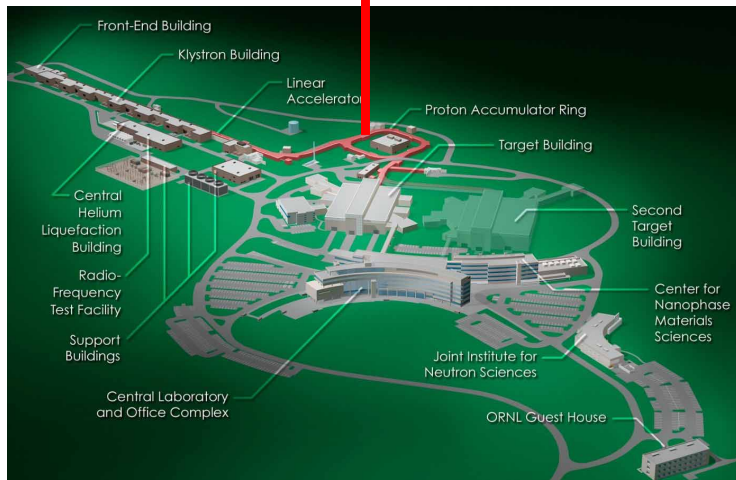 Front-End Building
Klystron Building
Linear
Accelerator
Proton Accumulator Ring
Target Building
Second
Target
Building
Central
Helium
Liquefaction
Building
Radio-
Frequency
Test Facility
Support
Buildings
Center for
Nanophase
Materials
Sciences
Joint Institute for
Neutron Sciences
Central Laboratory
and Office Complex
ORNL Guest House